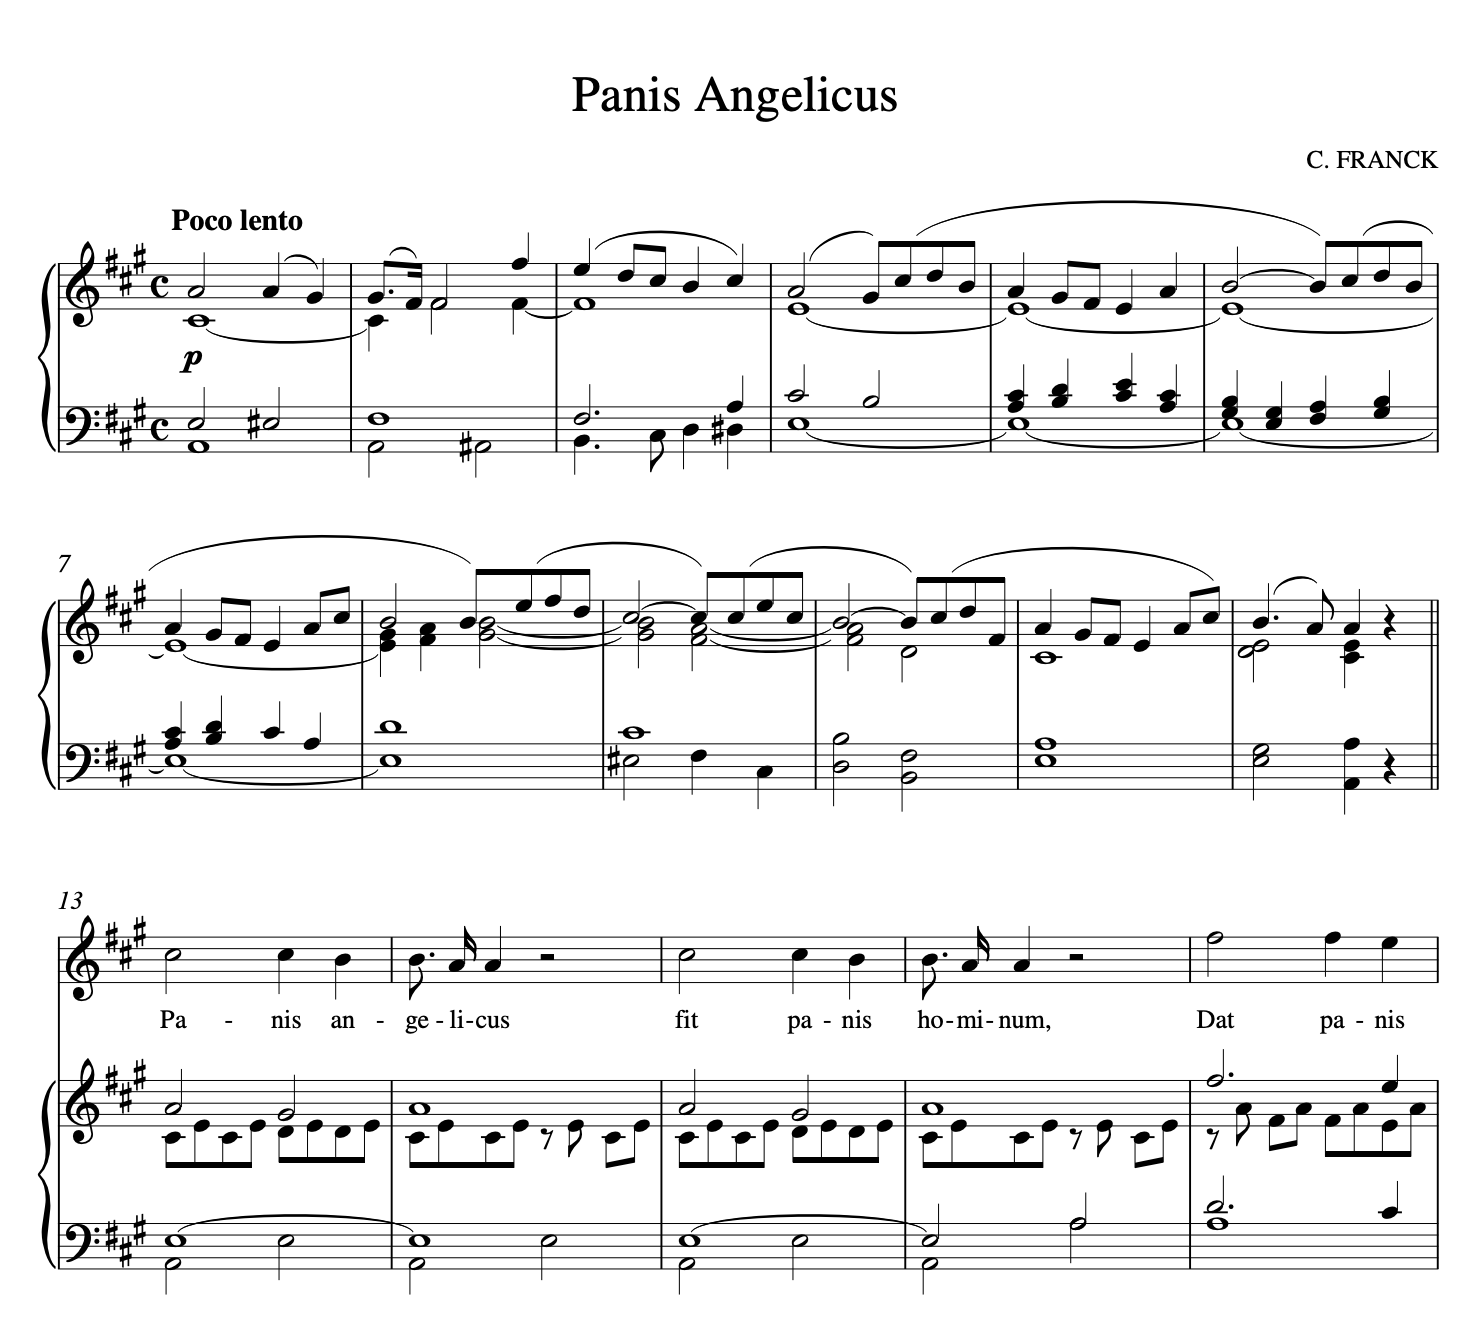 Panis Angelicus
C. FRANCK
Poco lento
p
7
13
Pa - nis an - ge - li - cus fit pa - nis ho - mi - num, Dat pa - nis